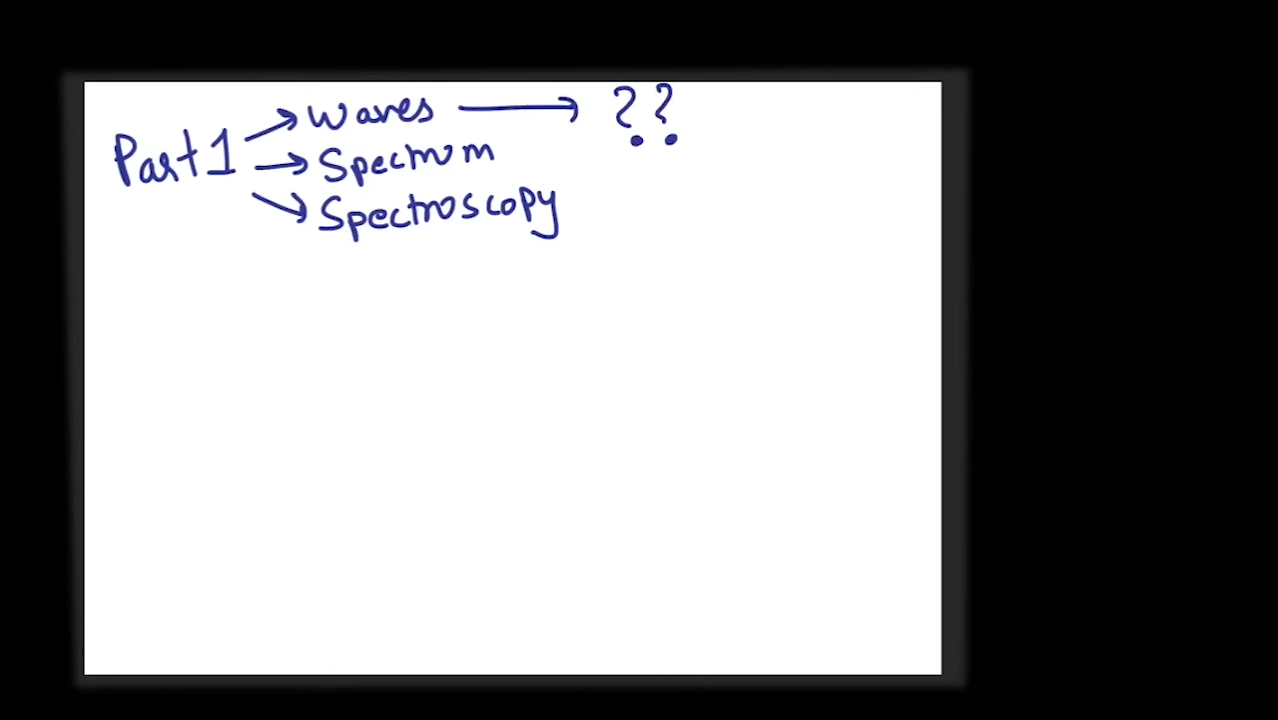 Part 1 → Waves → ??
→ Spectrum
→ Spectroscopy